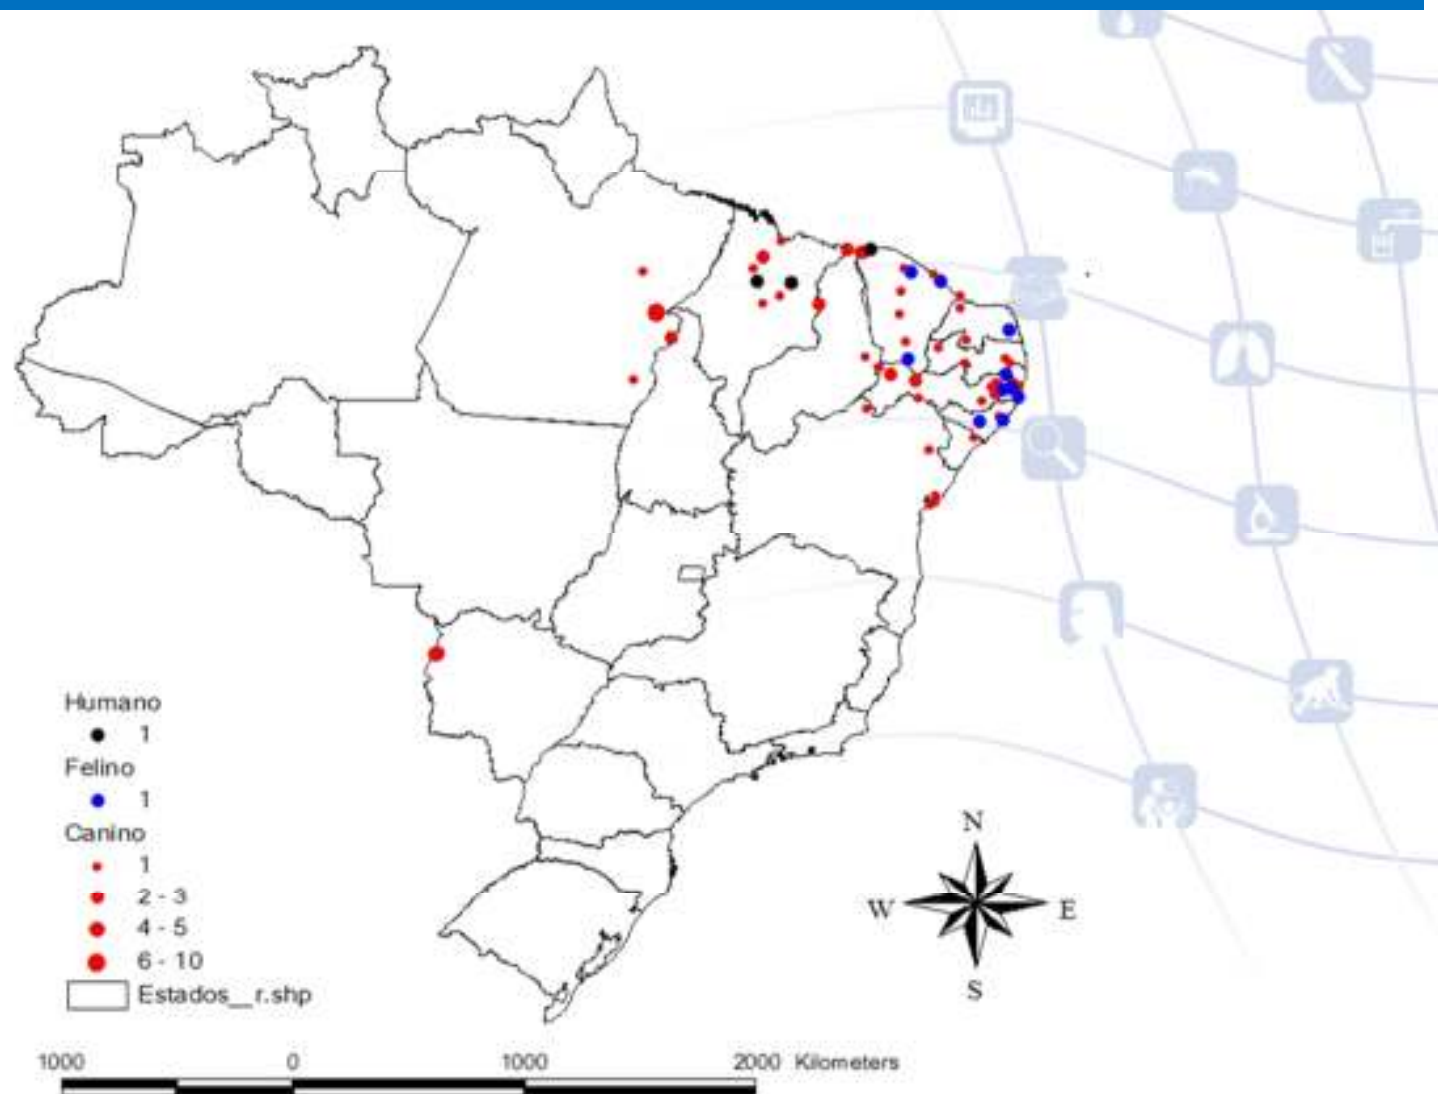 Humano
1
Felino
1
Canino
1
2 - 3
4 - 5
6 - 10
Estados__r.shp
N
W E
S
1000 0 1000 2000 Kilometers